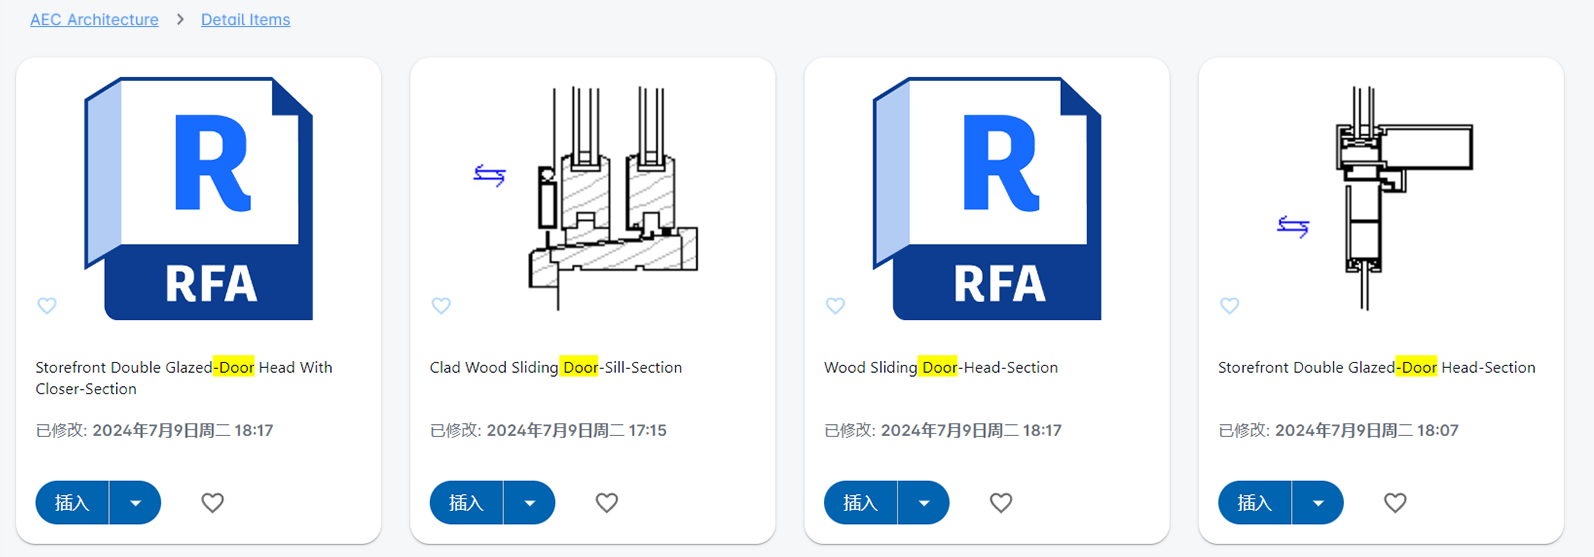 AEC Architecture > Detail Items
R
RFA
Storefront Double Glazed-Door Head With
Closer-Section
已修改: 2024年7月9日周二 18:17
插入
Clad Wood Sliding Door-Sill-Section
已修改: 2024年7月9日周二 17:15
插入
R
RFA
Wood Sliding Door-Head-Section
已修改: 2024年7月9日周二 18:17
插入
Storefront Double Glazed-Door Head-Section
已修改: 2024年7月9日周二 18:07
插入